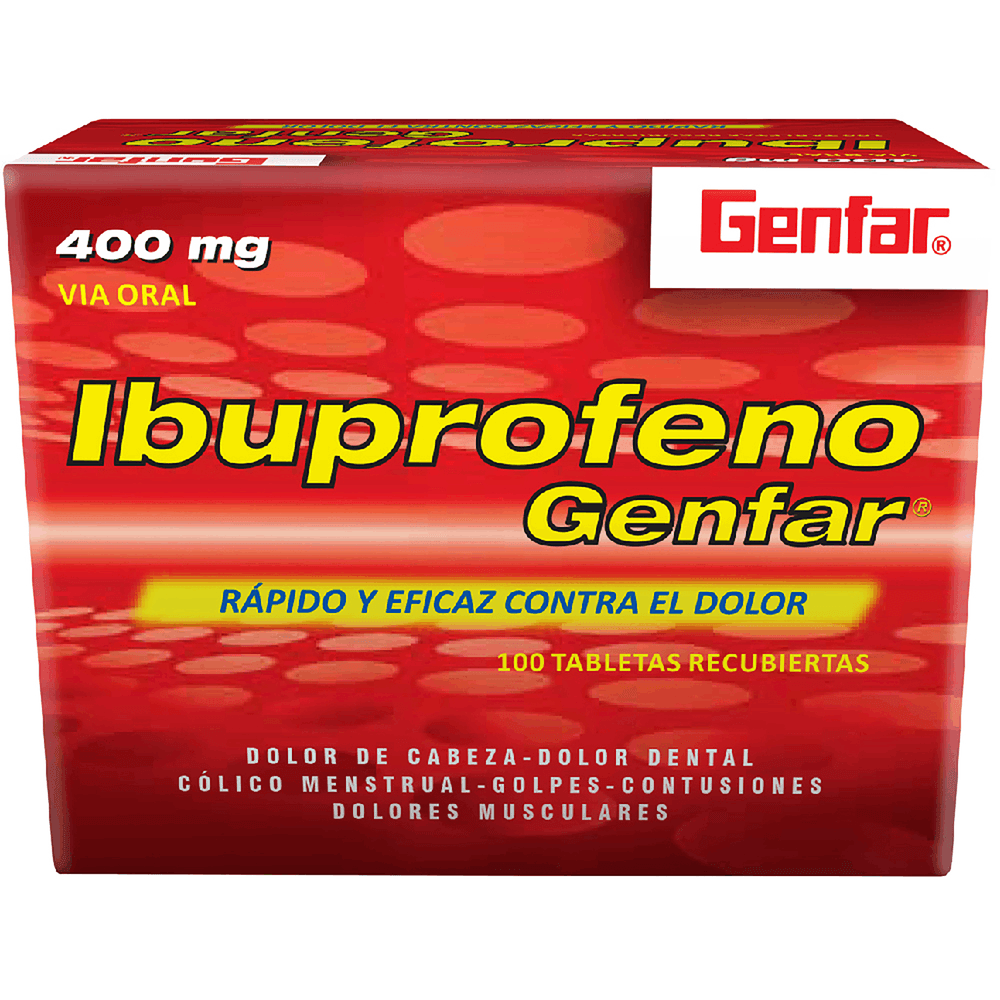 Genfar®
400 mg
VIA ORAL
Ibuprofeno
Genfar®
RÁPIDO Y EFICAZ CONTRA EL DOLOR
100 TABLETAS RECUBIERTAS
DOLOR DE CABEZA-DOLOR DENTAL
CÓLICO MENSTRUAL-GOLPES-CONTUSIONES
DOLORES MUSCULARES